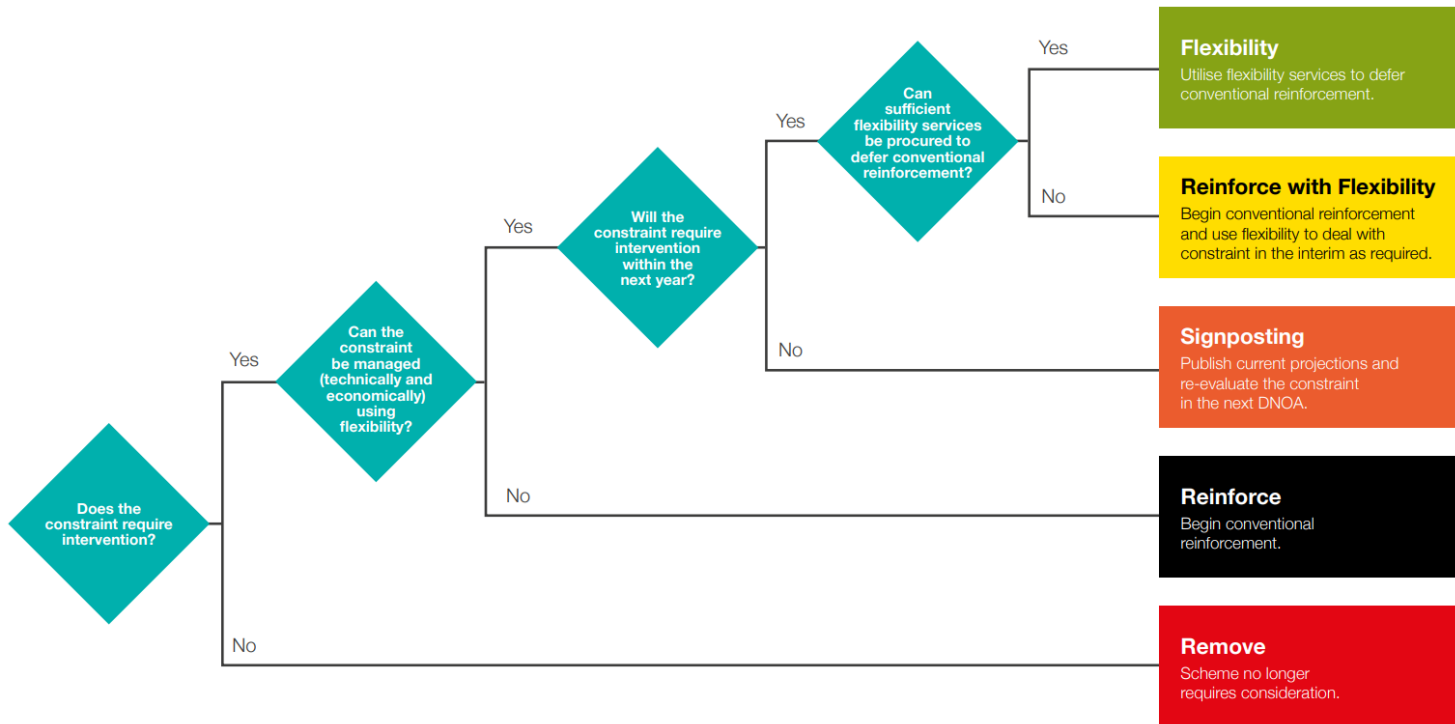 Does the
constraint require
intervention?
Yes
No
Can the
constraint
be managed
(technically and
economically)
using
flexibility?
Yes
No
Will the
constraint require
intervention
within the
next year?
Yes
No
Can
sufficient
flexibility services
be procured to
defer conventional
reinforcement?
Yes
No
Flexibility
Utilise flexibility services to defer
conventional reinforcement.
Reinforce with Flexibility
Begin conventional reinforcement
and use flexibility to deal with
constraint in the interim as required.
Signposting
Publish current projections and
re-evaluate the constraint
in the next DNOA.
Reinforce
Begin conventional
reinforcement.
Remove
Scheme no longer
requires consideration.